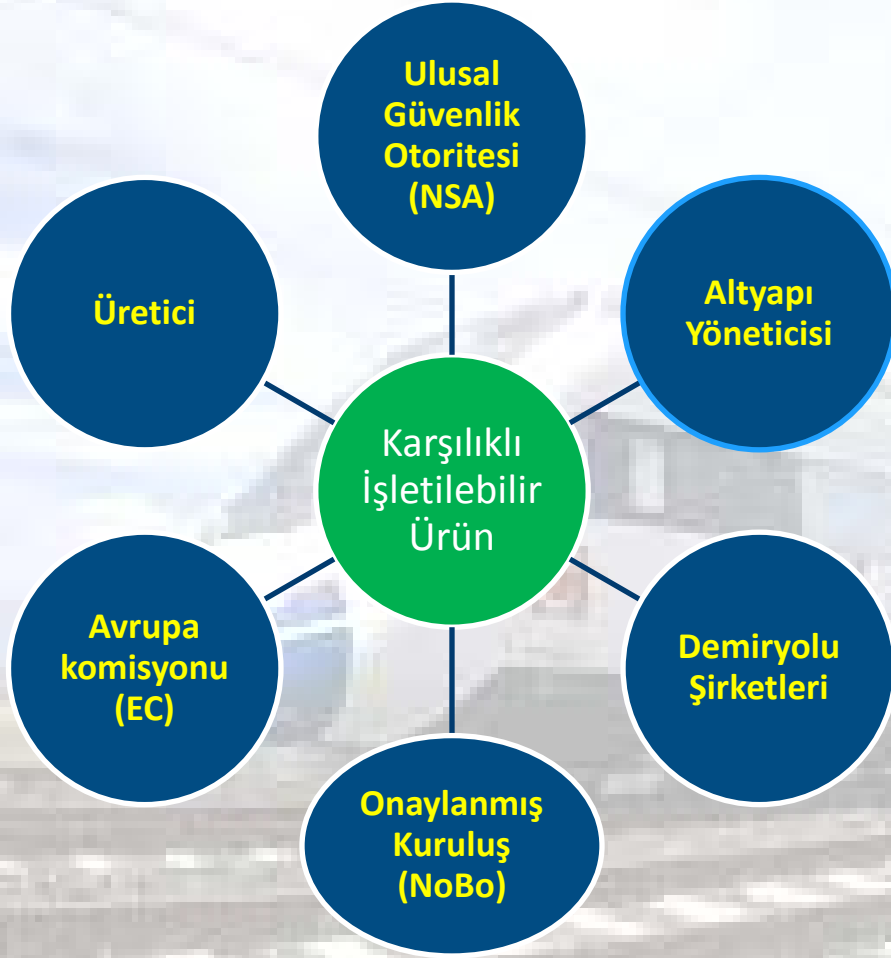 Ulusal
Güvenlik
Otoritesi
(NSA)
Üretici
Altyapı
Yöneticisi
Karşılıklı
İşletilebilir
Ürün
Avrupa
komisyonu
(EC)
Demiryolu
Şirketleri
Onaylanmış
Kuruluş
(NoBo)